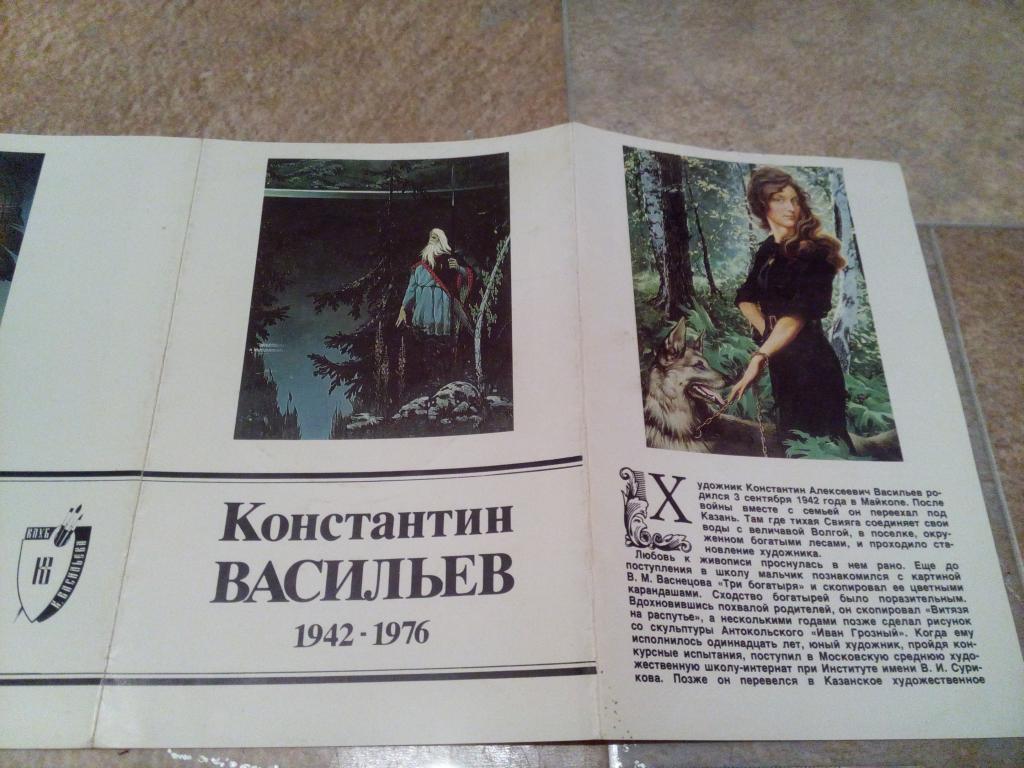 КЛУБ
К. ВАСИЛЬЕВА
Константин
ВАСИЛЬЕВ
1942 - 1976
Художник Константин Алексеевич Васильев ро-
дился 3 сентября 1942 года в Майкопе. После
войны вместе с семьей он переехал под
Казань. Там где тихая Свияга соединяет свои
воды с величавой Волгой, в поселке, окру-
женном богатыми лесами, и проходило ста-
новление художника.
Любовь к живописи проснулась в нем рано. Еще до
поступления в школу мальчик познакомился с картиной
В. М. Васнецова «Три богатыря» и скопировал ее цветными
карандашами. Сходство богатырей было поразительным.
Вдохновившись похвалой родителей, он скопировал «Витязя
на распутье», а несколькими годами позже сделал рисунок
со скульптуры Антокольского «Иван Грозный». Когда ему
исполнилось одиннадцать лет, юный художник, пройдя кон-
курсные испытания, поступил в Московскую среднюю худо-
жественную школу-интернат при Институте имени В. И. Сури-
кова. Позже он перевелся в Казанское художественное